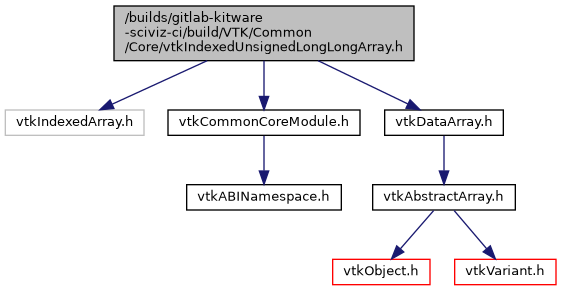 /builds/gitlab-kitware
-sciviz-ci/build/VTK/Common
/Core/vtkIndexedUnsignedLongLongArray.h
vtkIndexedArray.h
vtkCommonCoreModule.h
vtkDataArray.h
vtkABINamespace.h
vtkAbstractArray.h
vtkObject.h
vtkVariant.h